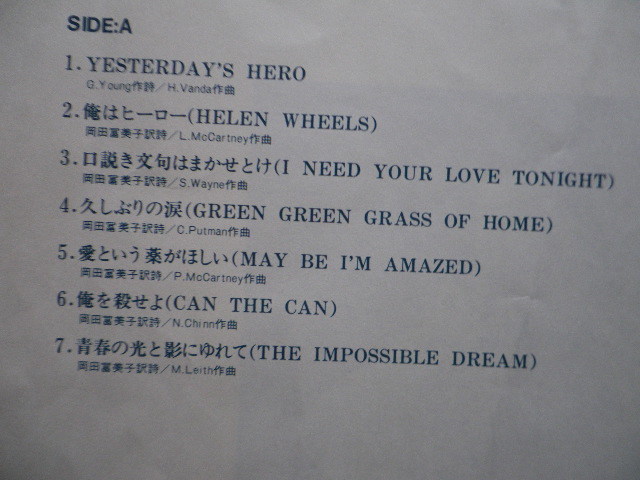 SIDE:A
1. YESTERDAY'S HERO
G.Young作詩/H.Vanda作曲
2. 俺はヒーロー(HELEN WHEELS)
岡田冨美子訳詩/L.McCartney作曲
3. 口説き文句はまかせとけ(I NEED YOUR LOVE TONIGHT)
岡田冨美子訳詩/S.Wayne作曲
4. 久しぶりの涙(GREEN GREEN GRASS OF HOME)
岡田冨美子訳詩/C.Putman作曲
5. 愛という薬がほしい(MAY BE I'M AMAZED)
岡田冨美子訳詩/P.McCartney作曲
6. 俺を殺せよ(CAN THE CAN)
岡田冨美子訳詩/N.Chinn作曲
7. 青春の光と影にゆれて(THE IMPOSSIBLE DREAM)
岡田冨美子訳詩/M.Leith作曲